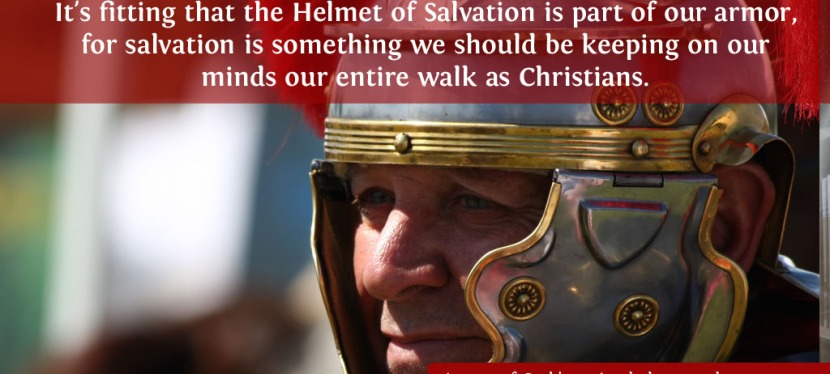 It's fitting that the Helmet of Salvation is part of our armor,
for salvation is something we should be keeping on our
minds our entire walk as Christians.